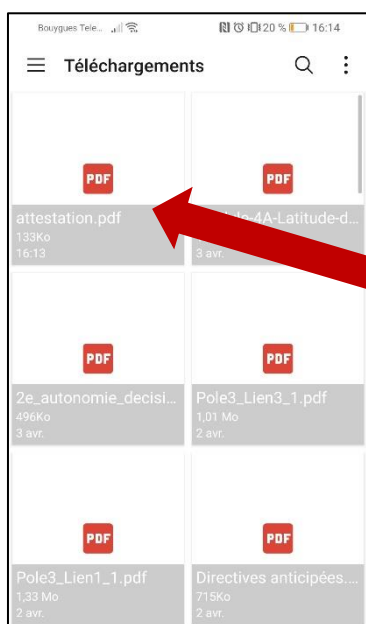 Bouygues Tele... 20 % 16:14
Téléchargements
PDF PDF
attestation.pdf -4A-Latitude-d...
133Ko
16:13 3 avr.
PDF PDF
2e_autonomie_decisi... Pole3_Lien3_1.pdf
496Ko 1,01 Mo
3 avr. 2 avr.
PDF PDF
Pole3_Lien1_1.pdf Directives anticipées....
1,33 Mo 715Ko
2 avr. 2 avr.